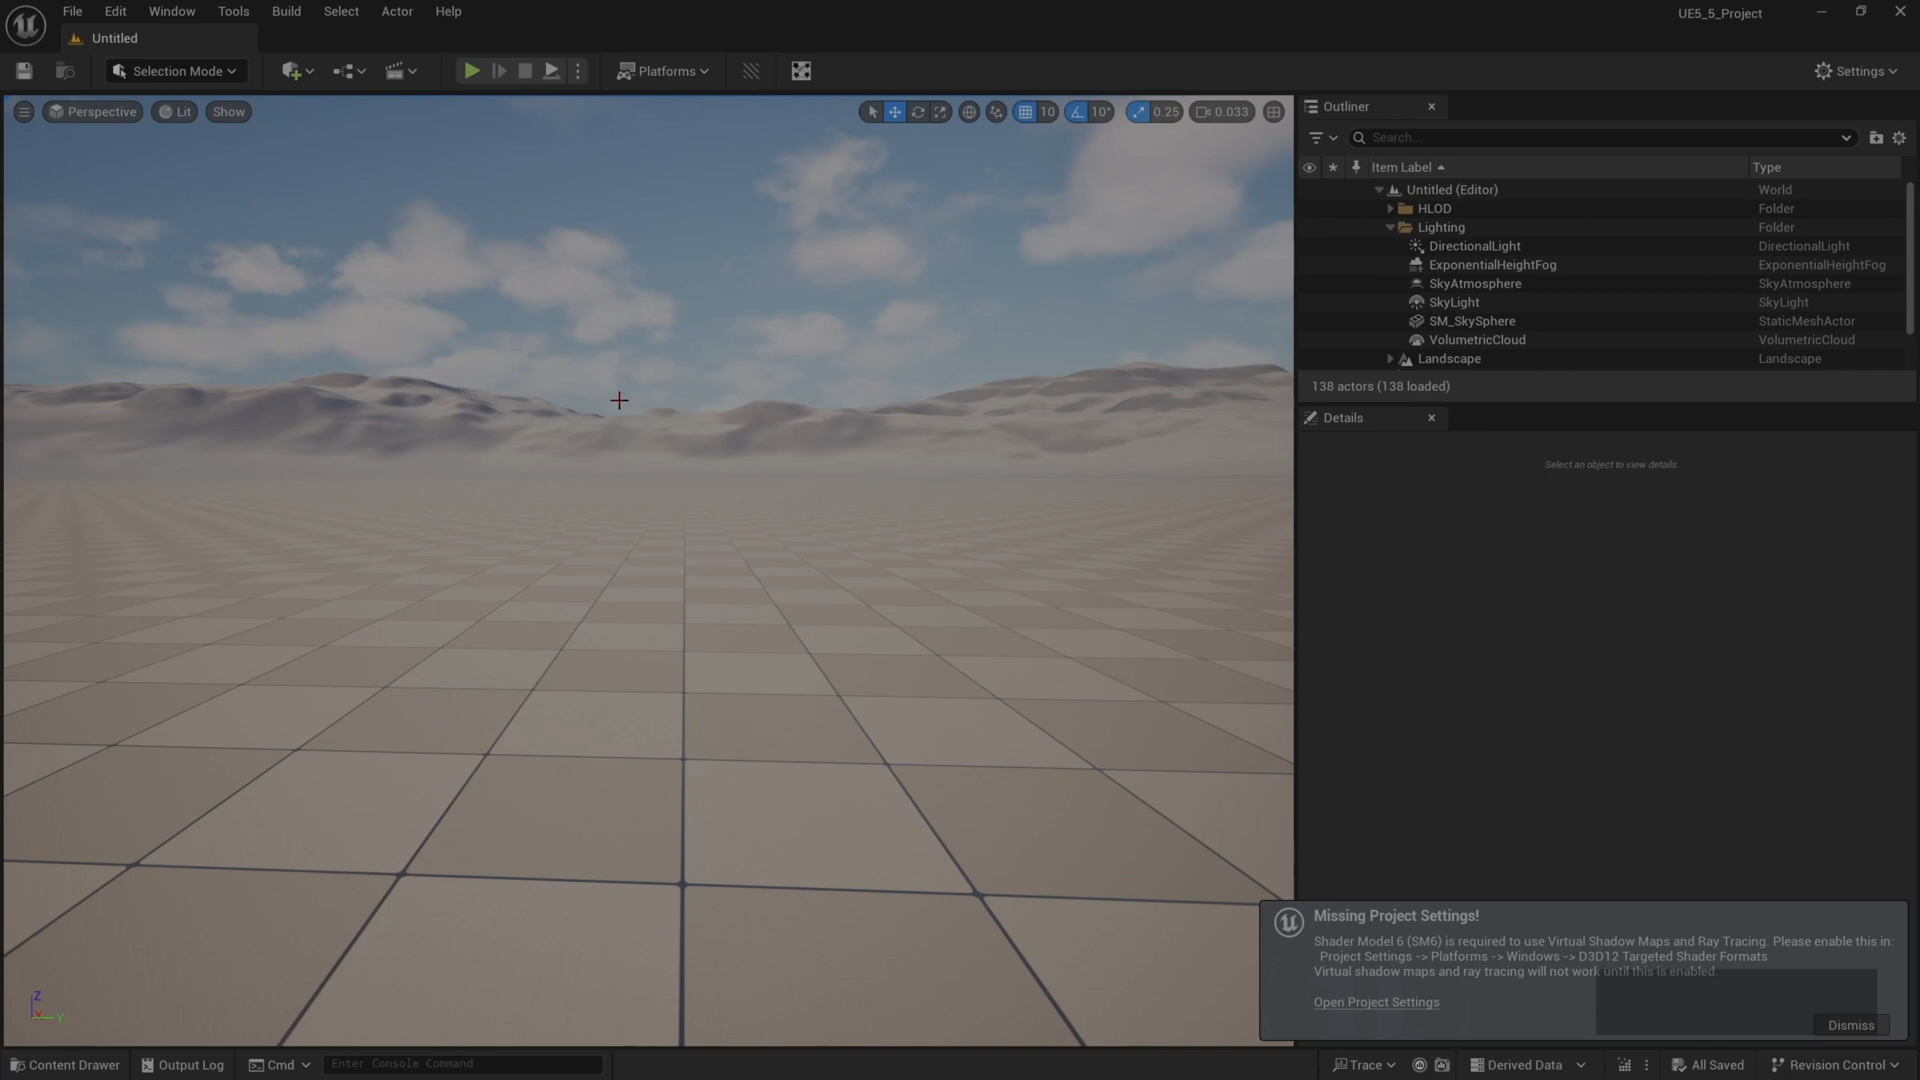 File Edit Window Tools Build Select Actor Help
UE5_5_Project
Untitled
Selection Mode
Platforms
Settings
Perspective Lit Show
10 10° 0.25 0.033
Outliner
Search...
Item Label Type
Untitled (Editor) World
HLOD Folder
Lighting Folder
DirectionalLight DirectionalLight
ExponentialHeightFog ExponentialHeightFog
SkyAtmosphere SkyAtmosphere
SkyLight SkyLight
SM_SkySphere StaticMeshActor
VolumetricCloud VolumetricCloud
Landscape Landscape
138 actors (138 loaded)
Details
Select an object to view details.
Missing Project Settings!
Shader Model 6 (SM6) is required to use Virtual Shadow Maps and Ray Tracing. Please enable this in:
Project Settings -> Platforms -> Windows -> D3D12 Targeted Shader Formats
Virtual shadow maps and ray tracing will not work until this is enabled.
Open Project Settings
Dismiss
Z
X
Y
Content Drawer Output Log Cmd Enter Console Command Trace Derived Data All Saved Revision Control